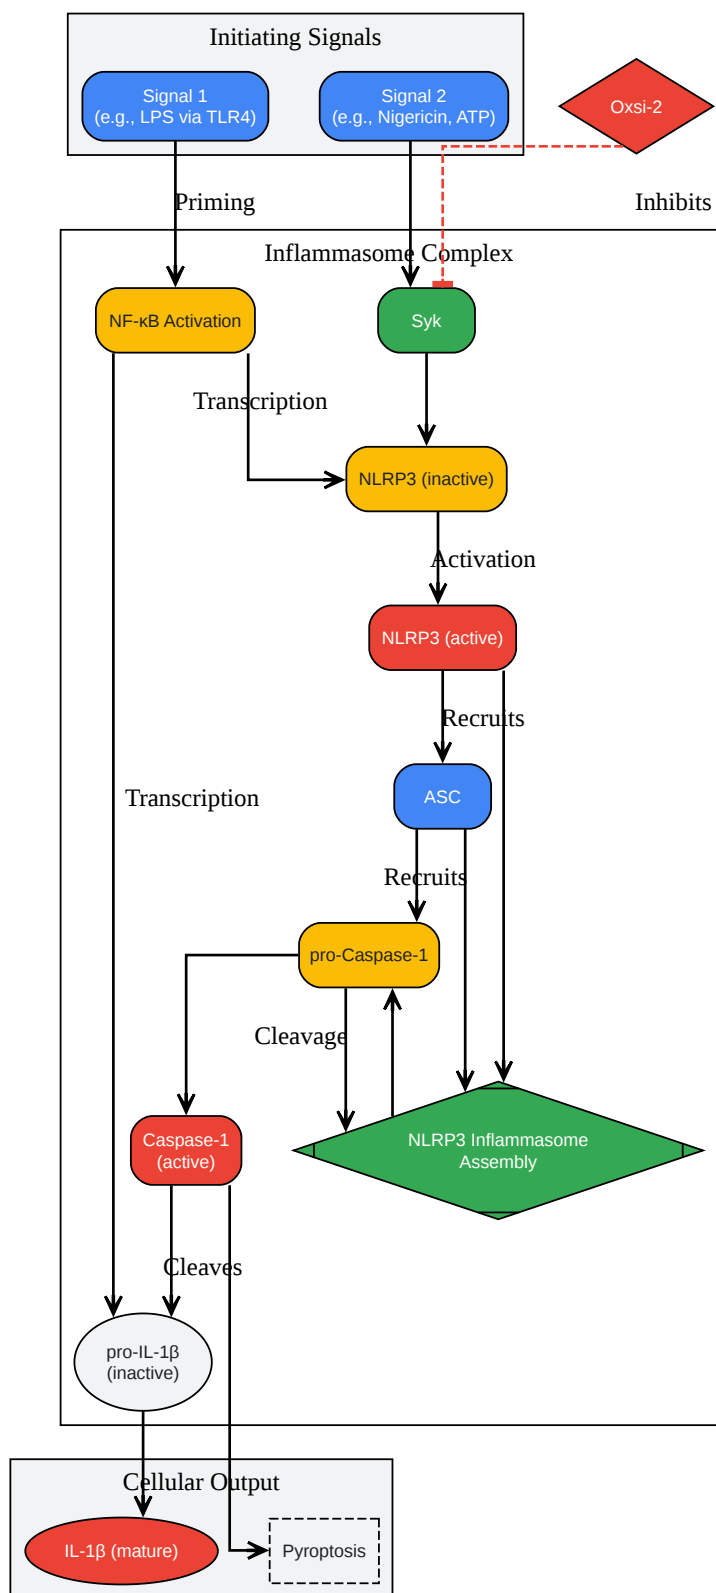 Initiating Signals
Signal 1
(e.g., LPS via TLR4)
Signal 2
(e.g., Nigericin, ATP)
Oxsi-2
Priming
Inhibits
Inflammasome Complex
NF-κB Activation
Syk
Transcription
NLRP3 (inactive)
Activation
NLRP3 (active)
Recruits
ASC
Transcription
Recruits
pro-Caspase-1
Cleavage
Caspase-1
(active)
NLRP3 Inflammasome
Assembly
Cleaves
pro-IL-1β
(inactive)
Cellular Output
IL-1β (mature)
Pyroptosis